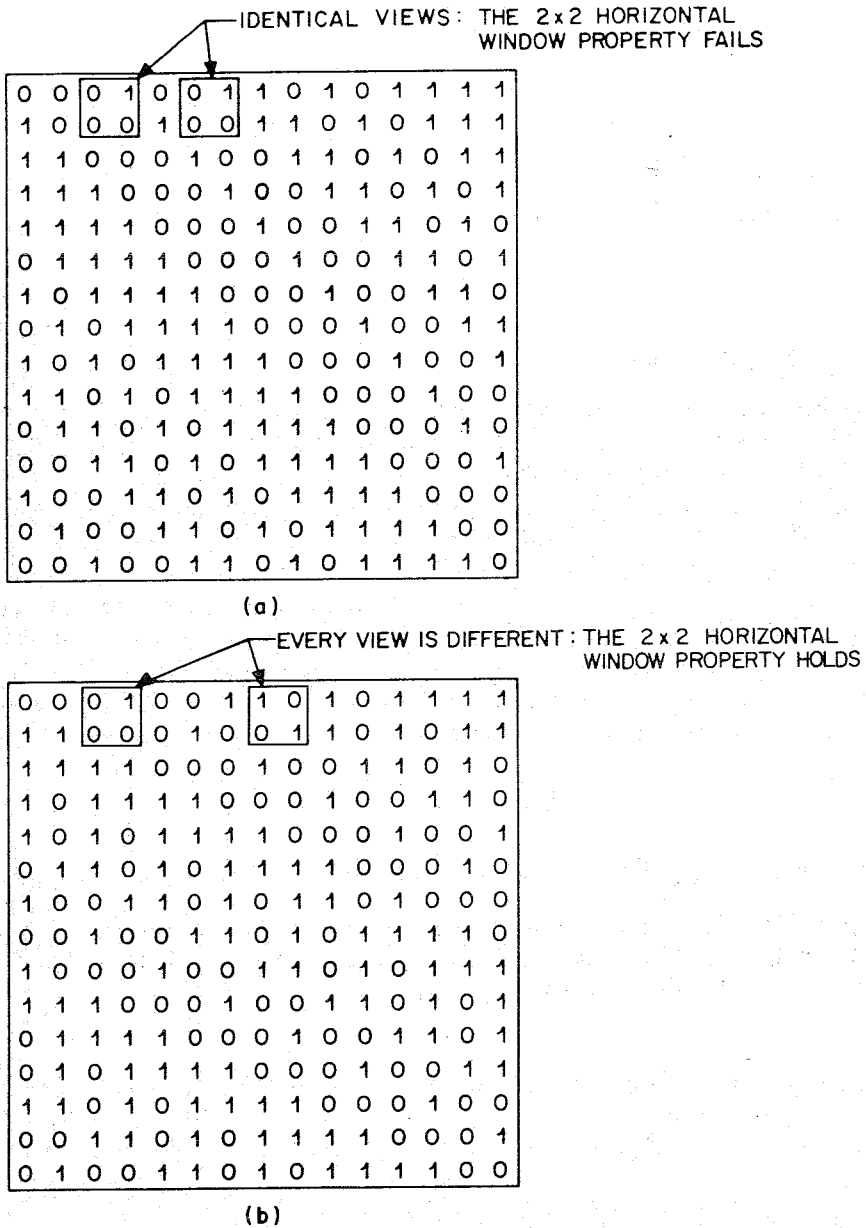 IDENTICAL VIEWS: THE 2x2 HORIZONTAL
WINDOW PROPERTY FAILS
0 0 0 1 0 0 1 1 0 1 0 1 1 1 1
1 0 0 0 1 0 0 1 1 0 1 0 1 1 1
1 1 0 0 0 1 0 0 1 1 0 1 0 1 1
1 1 1 0 0 0 1 0 0 1 1 0 1 0 1
1 1 1 1 0 0 0 1 0 0 1 1 0 1 0
0 1 1 1 1 0 0 0 1 0 0 1 1 0 1
1 0 1 1 1 1 0 0 0 1 0 0 1 1 0
0 1 0 1 1 1 1 0 0 0 1 0 0 1 1
1 0 1 0 1 1 1 1 0 0 0 1 0 0 1
1 1 0 1 0 1 1 1 1 0 0 0 1 0 0
0 1 1 0 1 0 1 1 1 1 0 0 0 1 0
0 0 1 1 0 1 0 1 1 1 1 0 0 0 1
1 0 0 1 1 0 1 0 1 1 1 1 0 0 0
0 1 0 0 1 1 0 1 0 1 1 1 1 0 0
0 0 1 0 0 1 1 0 1 0 1 1 1 1 0
(a)
EVERY VIEW IS DIFFERENT: THE 2x2 HORIZONTAL
WINDOW PROPERTY HOLDS
0 0 0 1 0 0 1 1 0 1 0 1 1 1 1
1 1 0 0 0 1 0 0 1 1 0 1 0 1 1
1 1 1 1 0 0 0 1 0 0 1 1 0 1 0
1 0 1 1 1 1 0 0 0 1 0 0 1 1 0
1 0 1 0 1 1 1 1 0 0 0 1 0 0 1
0 1 1 0 1 0 1 1 1 1 0 0 0 1 0
1 0 0 1 1 0 1 0 1 1 0 1 0 0 0
0 0 1 0 0 1 1 0 1 0 1 1 1 1 0
1 0 0 0 1 0 0 1 1 0 1 0 1 1 1
1 1 1 0 0 0 1 0 0 1 1 0 1 0 1
0 1 1 1 1 0 0 0 1 0 0 1 1 0 1
0 1 0 1 1 1 1 0 0 0 1 0 0 1 1
1 1 0 1 0 1 1 1 1 0 0 0 1 0 0
0 0 1 1 0 1 0 1 1 1 1 0 0 0 1
0 1 0 0 1 1 0 1 0 1 1 1 1 0 0
(b)